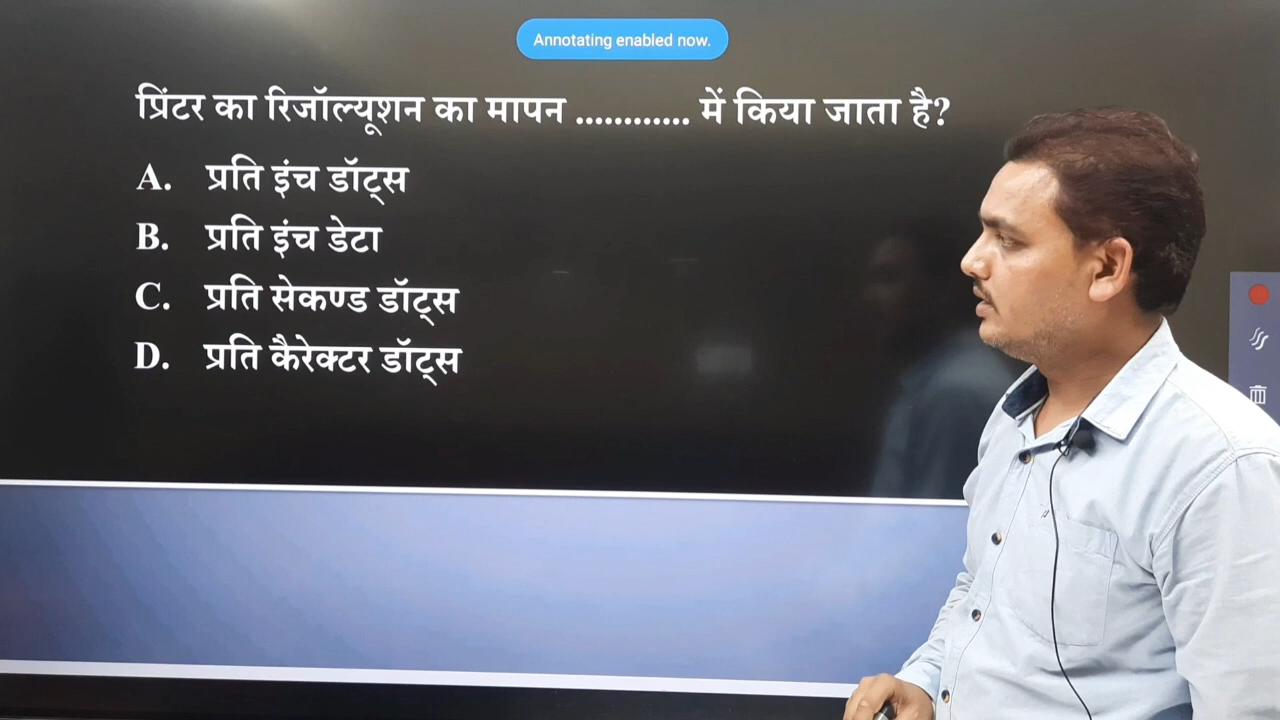 Annotating enabled now.
प्रिंटर का रिजॉल्यूशन का मापन ............ में किया जाता है?
A. प्रति इंच डॉट्स
B. प्रति इंच डेटा
C. प्रति सेकण्ड डॉट्स
D. प्रति कैरेक्टर डॉट्स